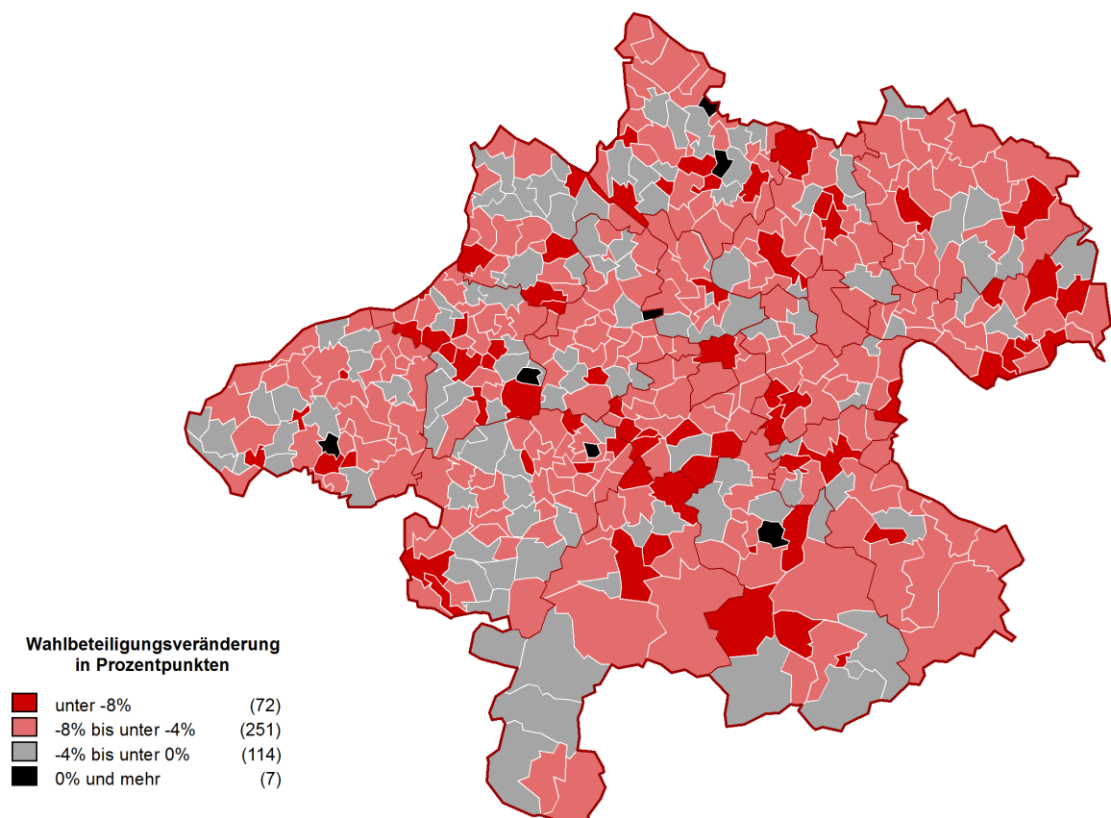 Wahlbeteiligungsveränderung
in Prozentpunkten
unter -8% (72)
-8% bis unter -4% (251)
-4% bis unter 0% (114)
0% und mehr (7)